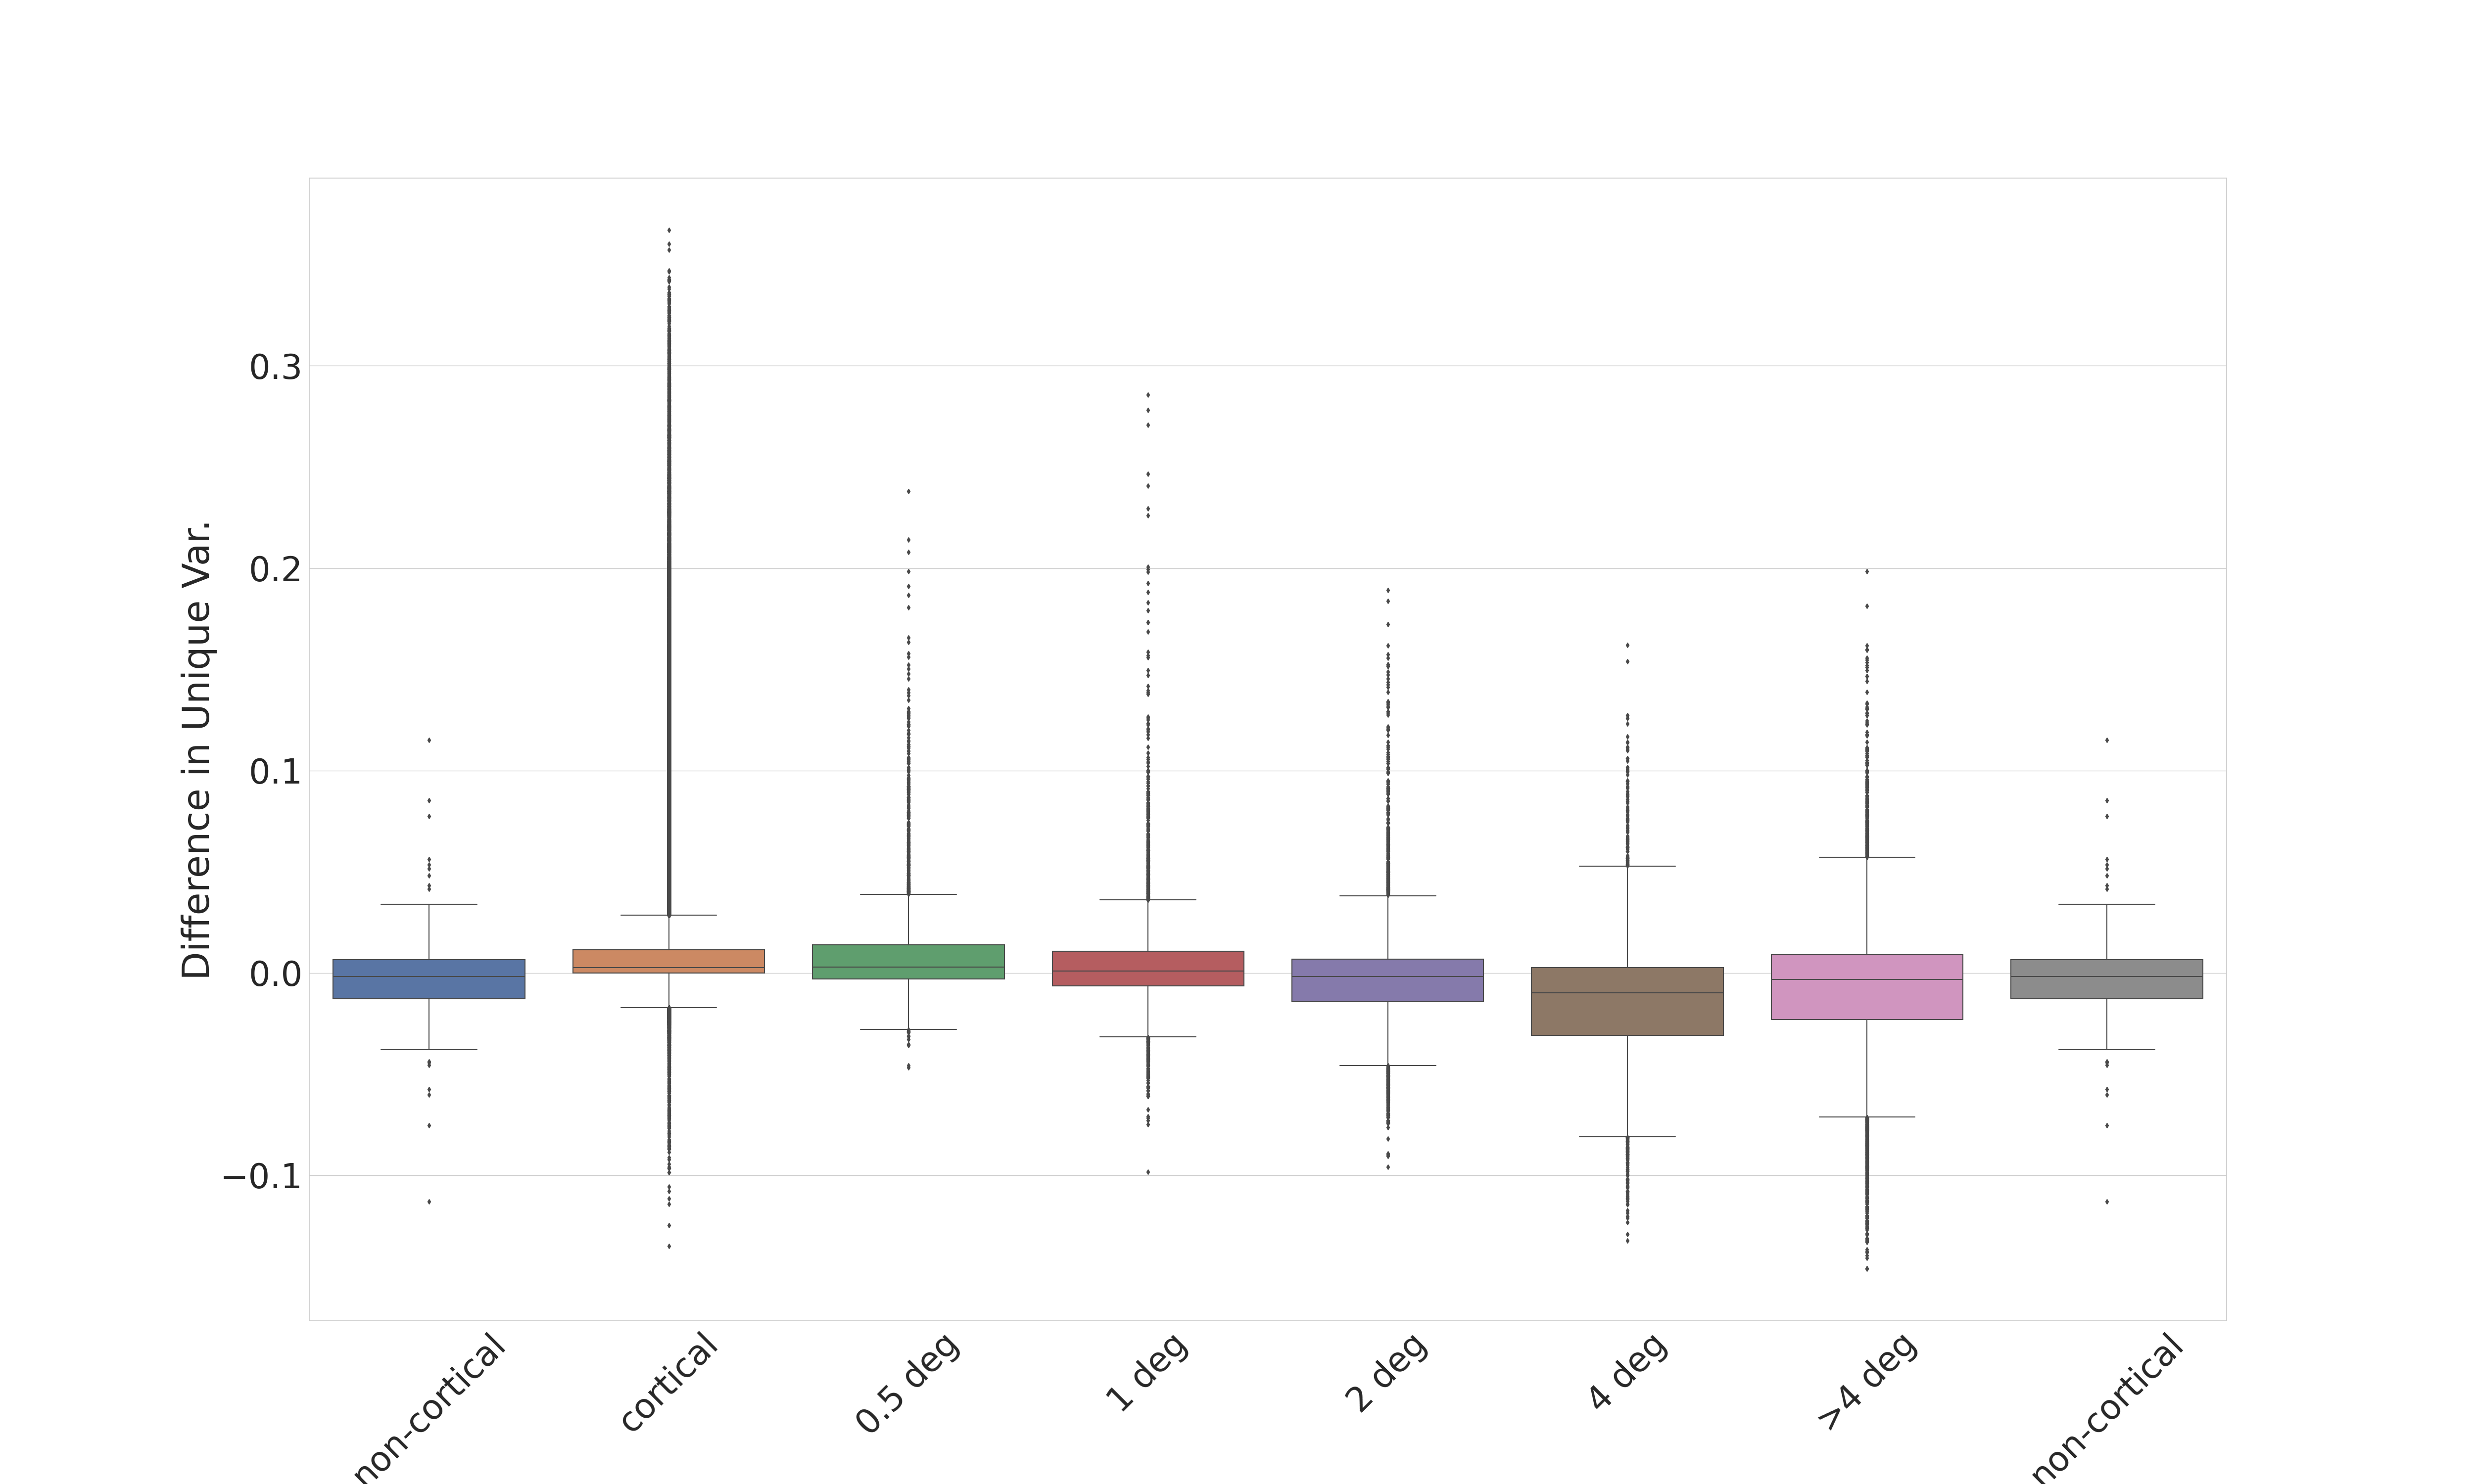 Difference in Unique Var.
0.3
0.2
0.1
0.0
−0.1
non-cortical
cortical
0.5 deg
1 deg
2 deg
4 deg
>4 deg
non-cortical